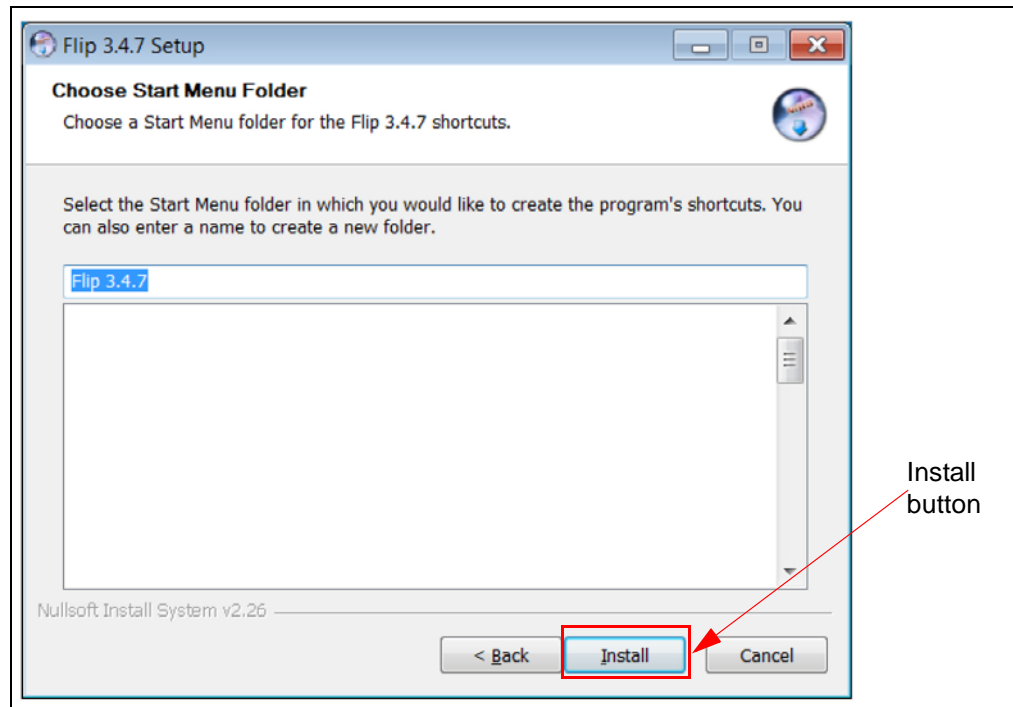 Flip 3.4.7 Setup
Choose Start Menu Folder
Choose a Start Menu folder for the Flip 3.4.7 shortcuts.
Select the Start Menu folder in which you would like to create the program's shortcuts. You
can also enter a name to create a new folder.
Flip 3.4.7
Install
button
Nullsoft Install System v2.26
< Back
Install
Cancel